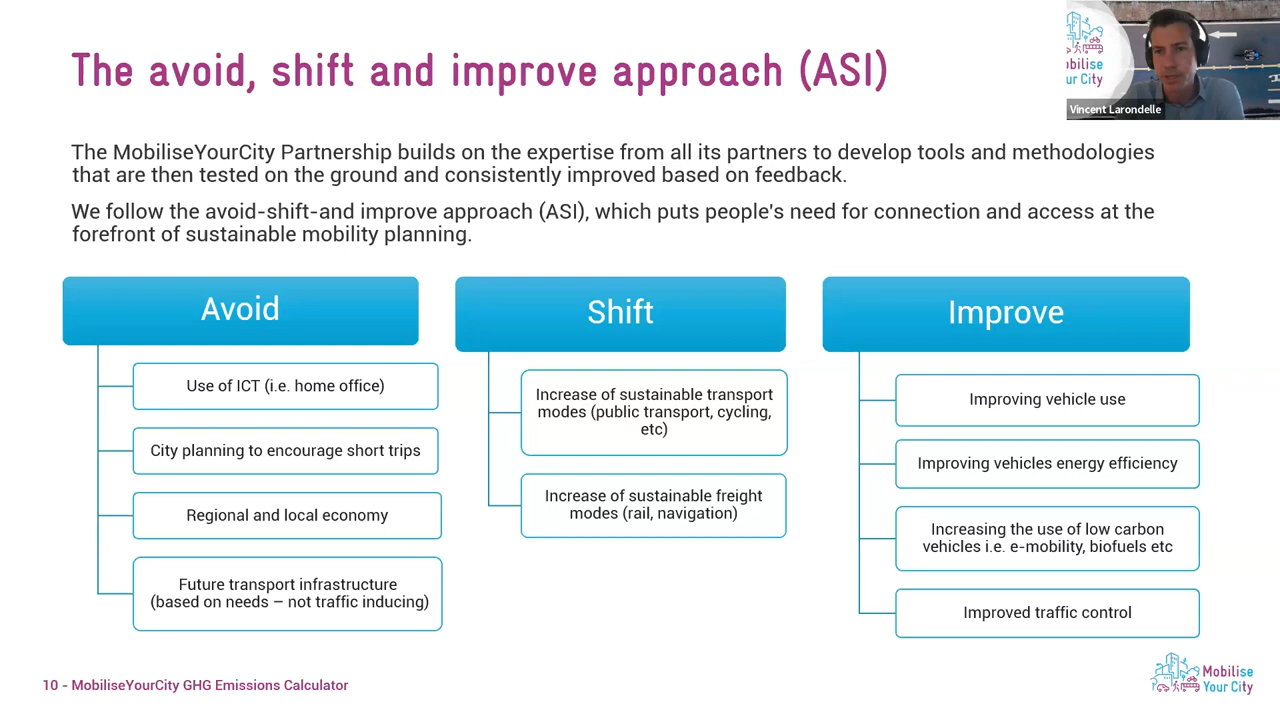 The avoid, shift and improve approach (ASI)
obilise
our City
Vincent Larondelle
The MobiliseYourCity Partnership builds on the expertise from all its partners to develop tools and methodologies
that are then tested on the ground and consistently improved based on feedback.
We follow the avoid-shift-and improve approach (ASI), which puts people's need for connection and access at the
forefront of sustainable mobility planning.
Avoid
Use of ICT (i.e. home office)
City planning to encourage short trips
Regional and local economy
Future transport infrastructure
(based on needs – not traffic inducing)
Shift
Increase of sustainable transport
modes (public transport, cycling,
etc)
Increase of sustainable freight
modes (rail, navigation)
Improve
Improving vehicle use
Improving vehicles energy efficiency
Increasing the use of low carbon
vehicles i.e. e-mobility, biofuels etc
Improved traffic control
10 - MobiliseYourCity GHG Emissions Calculator
Mobilise
Your City